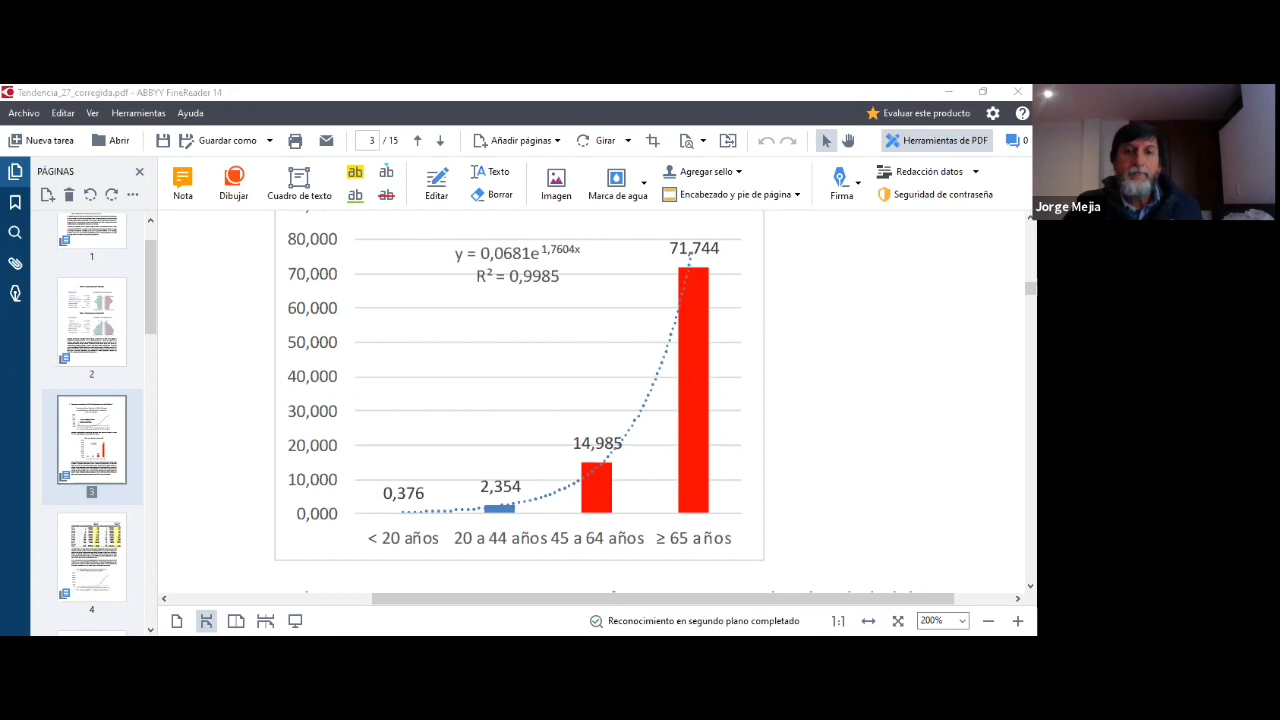 Tendencia_27_corregida.pdf - ABBYY FineReader 14
Archivo Editar Ver Herramientas Ayuda Evaluar este producto
Nueva tarea Abrir Guardar como 3 / 15 Añadir páginas Girar Herramientas de PDF 0
PÁGINAS
Nota Dibujar Cuadro de texto Editar Texto Borrar Imagen Marca de agua Agregar sello Encabezado y pie de página Firma Redacción datos Seguridad de contraseña
Jorge Mejia
1
2
3
4
80,000
70,000
60,000
50,000
40,000
30,000
20,000
10,000
0,000
y = 0,0681e^1,7604x
R² = 0,9985
0,376
2,354
14,985
71,744
< 20 años 20 a 44 años 45 a 64 años ≥ 65 años
Reconocimiento en segundo plano completado 1:1 200%